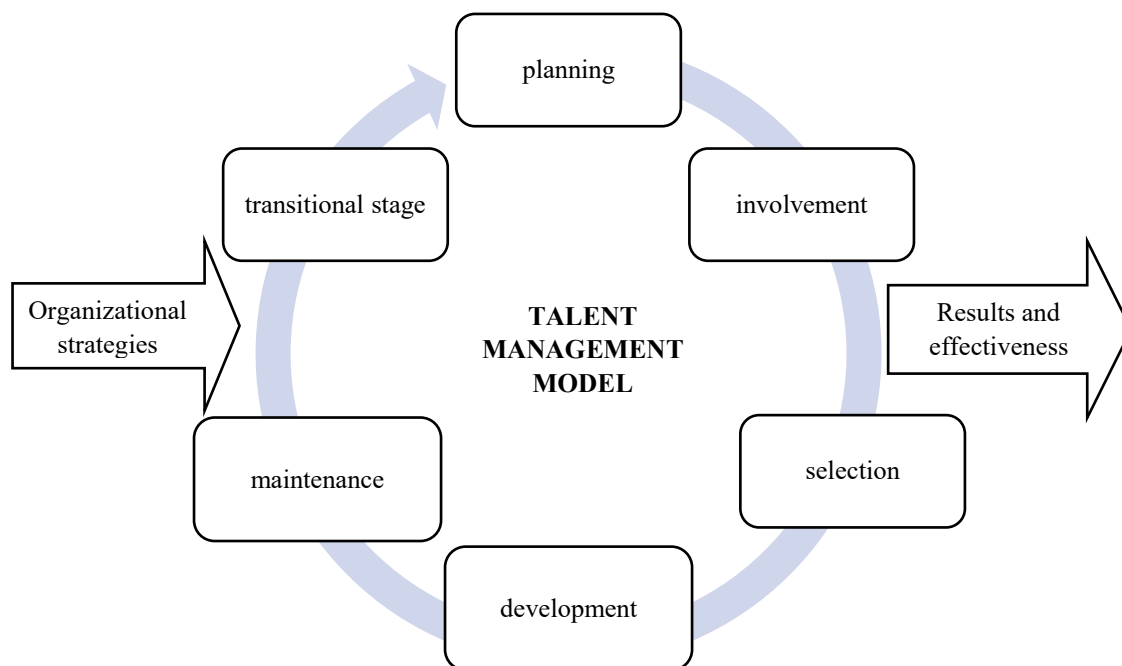 planning
transitional stage
involvement
Organizational
strategies
TALENT
MANAGEMENT
MODEL
Results and
effectiveness
maintenance
selection
development